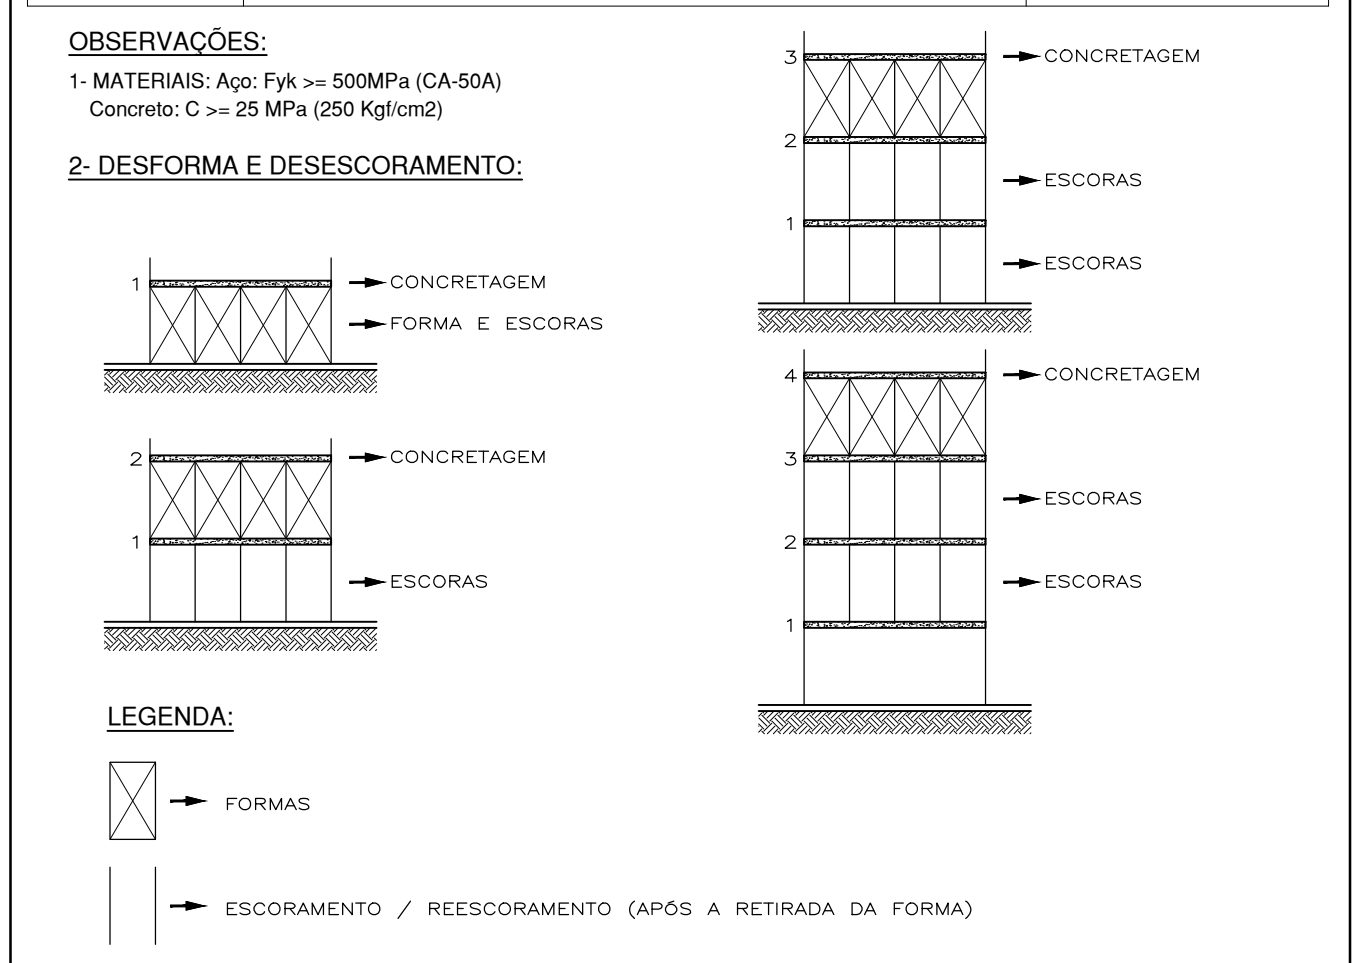 OBSERVAÇÕES:
1- MATERIAIS: Aço: Fyk >= 500MPa (CA-50A)
Concreto: C >= 25 MPa (250 Kgf/cm2)
2- DESFORMA E DESESCORAMENTO:
1 CONCRETAGEM
FORMA E ESCORAS
2 CONCRETAGEM
1
ESCORAS
3 CONCRETAGEM
2
ESCORAS
1
ESCORAS
4 CONCRETAGEM
3
ESCORAS
2
ESCORAS
1
LEGENDA:
FORMAS
ESCORAMENTO / REESCORAMENTO (APÓS A RETIRADA DA FORMA)